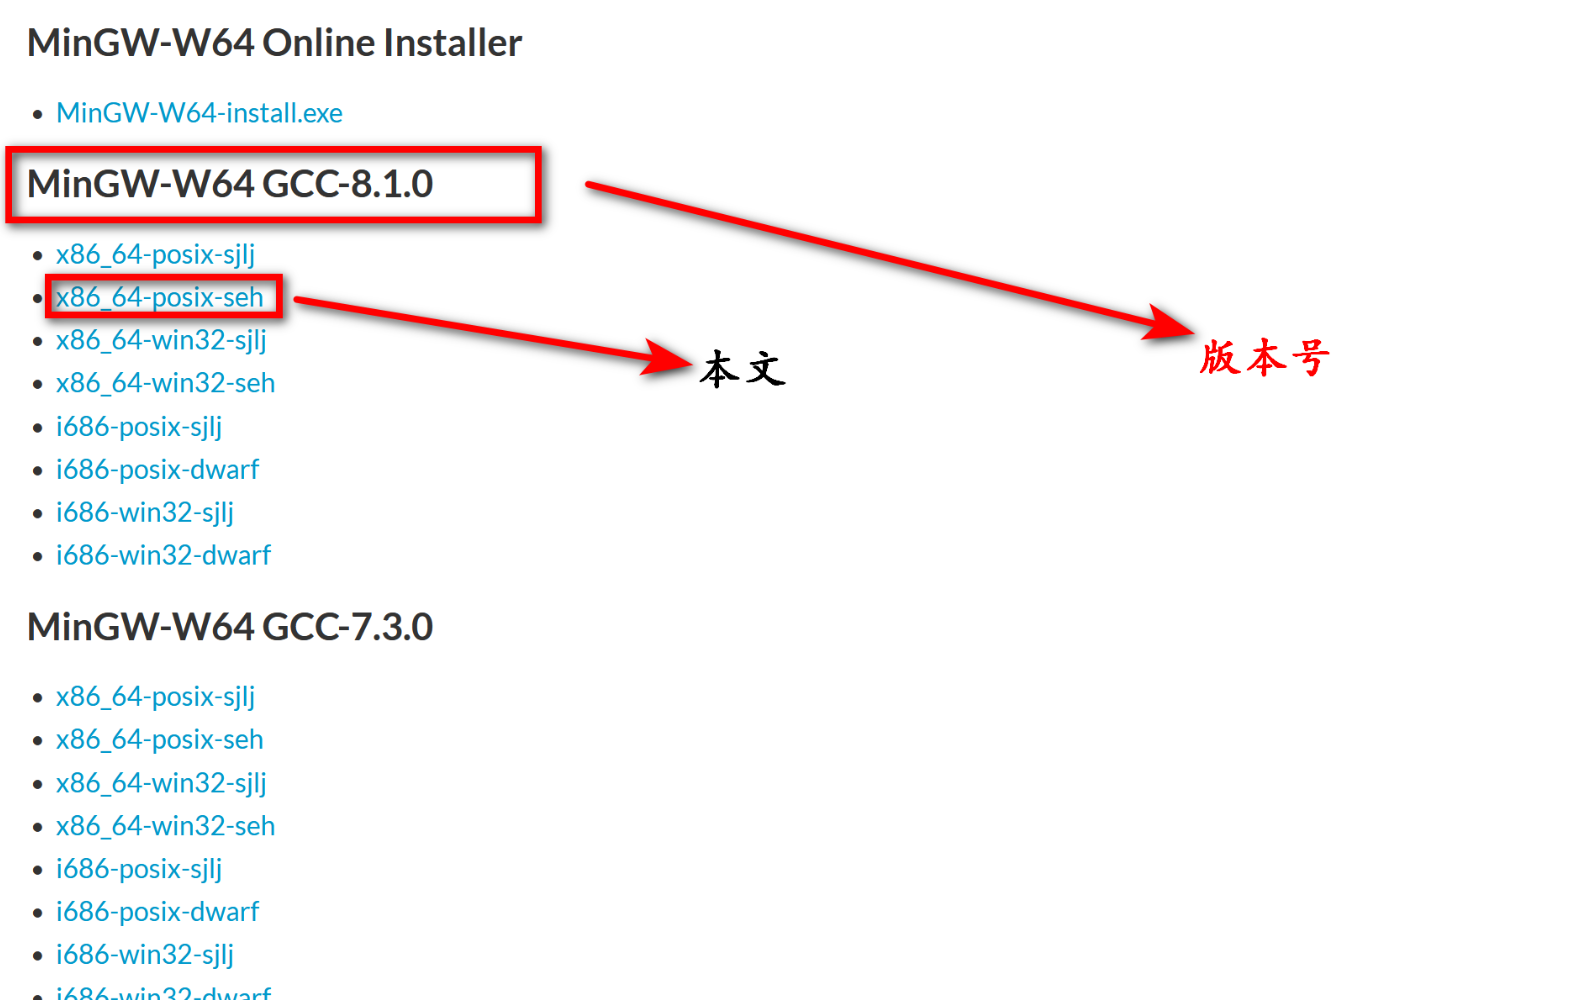 MinGW-W64 Online Installer
MinGW-W64-install.exe
MinGW-W64 GCC-8.1.0
x86_64-posix-sjlj
x86_64-posix-seh
x86_64-win32-sjlj
本文
版本号
x86_64-win32-seh
i686-posix-sjlj
i686-posix-dwarf
i686-win32-sjlj
i686-win32-dwarf
MinGW-W64 GCC-7.3.0
x86_64-posix-sjlj
x86_64-posix-seh
x86_64-win32-sjlj
x86_64-win32-seh
i686-posix-sjlj
i686-posix-dwarf
i686-win32-sjlj
i686-win32-dwarf